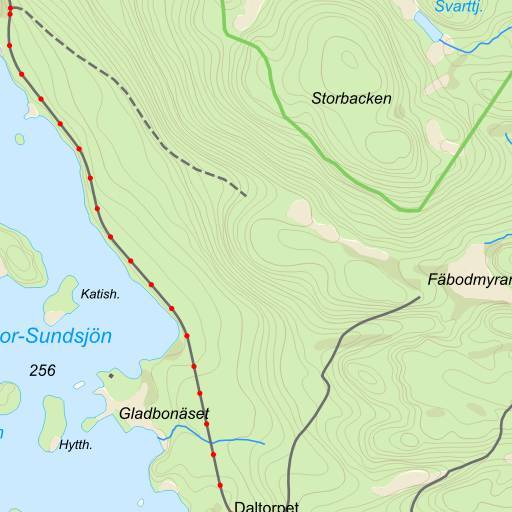 Svarttj.
Storbacken
Fäbodmyran
Katish.
or-Sundsjön
256
Gladbonäset
Hytth.
n
Daltorpet